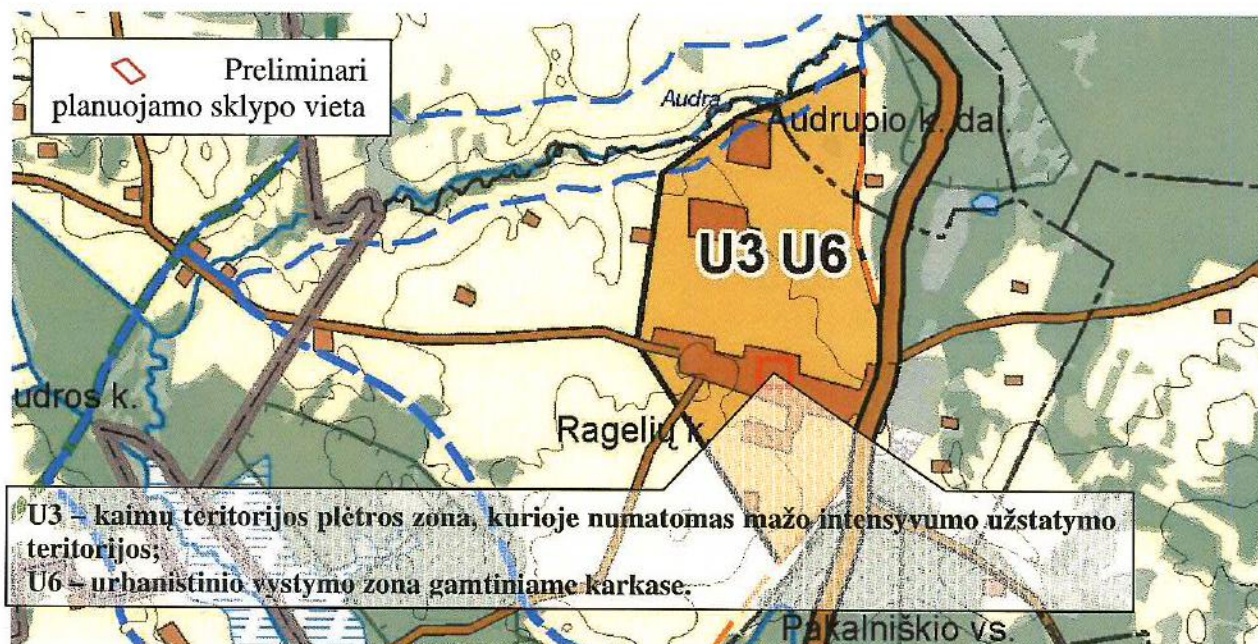 Preliminari
planuojamo sklypo vieta
Audra
Audrupio k. dal.
U3 U6
udros k.
Ragelių k.
U3 – kaimų teritorijos plėtros zona, kurioje numatomas mažo intensyvumo užstatymo
teritorijos;
U6 – urbanistinio vystymo zona gamtiniame karkase.
Pakalniškio vs.